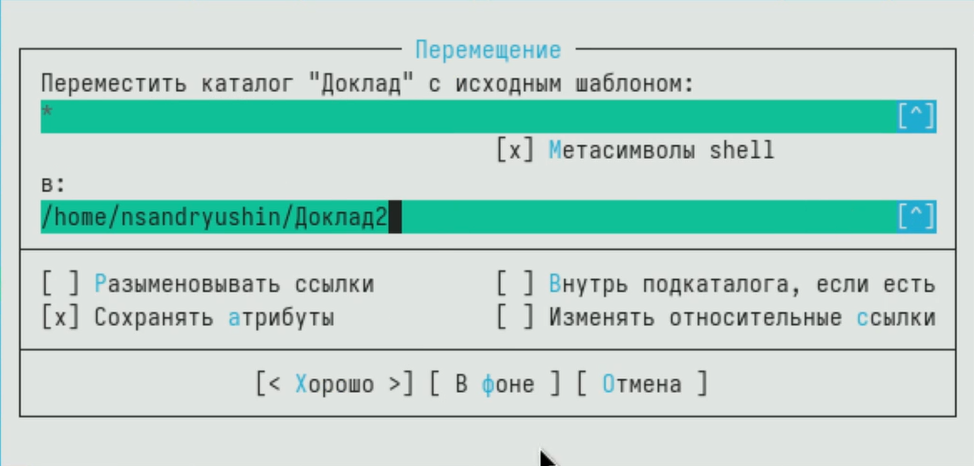 Перемещение
Переместить каталог "Доклад" с исходным шаблоном:
* [^]
[x] Метасимволы shell
в:
/home/nsandryushin/Доклад2 [^]
[ ] Разыменовывать ссылки [ ] Внутрь подкаталога, если есть
[x] Сохранять атрибуты [ ] Изменять относительные ссылки
[< Хорошо >] [ В фоне ] [ Отмена ]